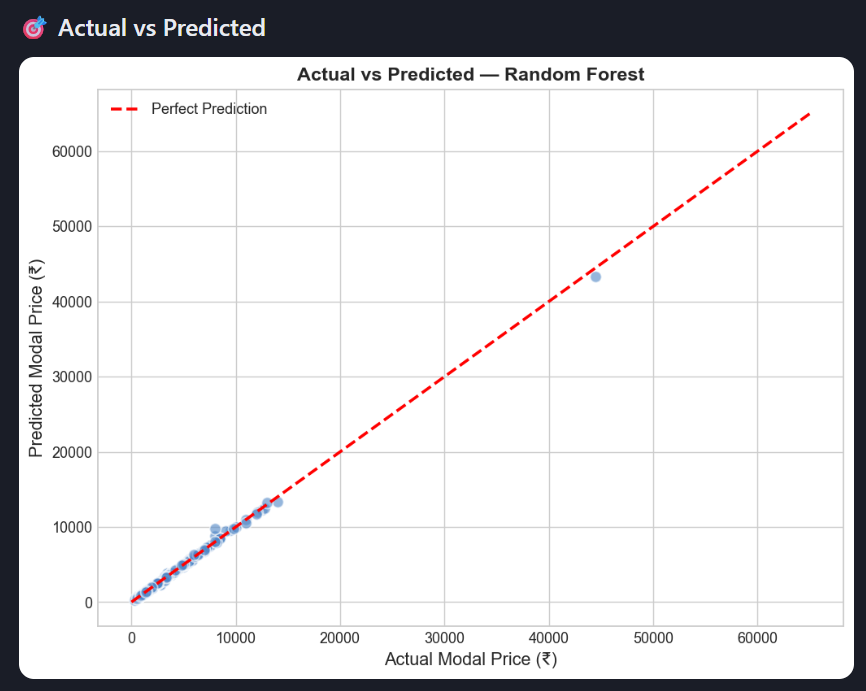 🎯 Actual vs Predicted
Actual vs Predicted — Random Forest
Perfect Prediction
Predicted Modal Price (₹)
60000
50000
40000
30000
20000
10000
0
0 10000 20000 30000 40000 50000 60000
Actual Modal Price (₹)